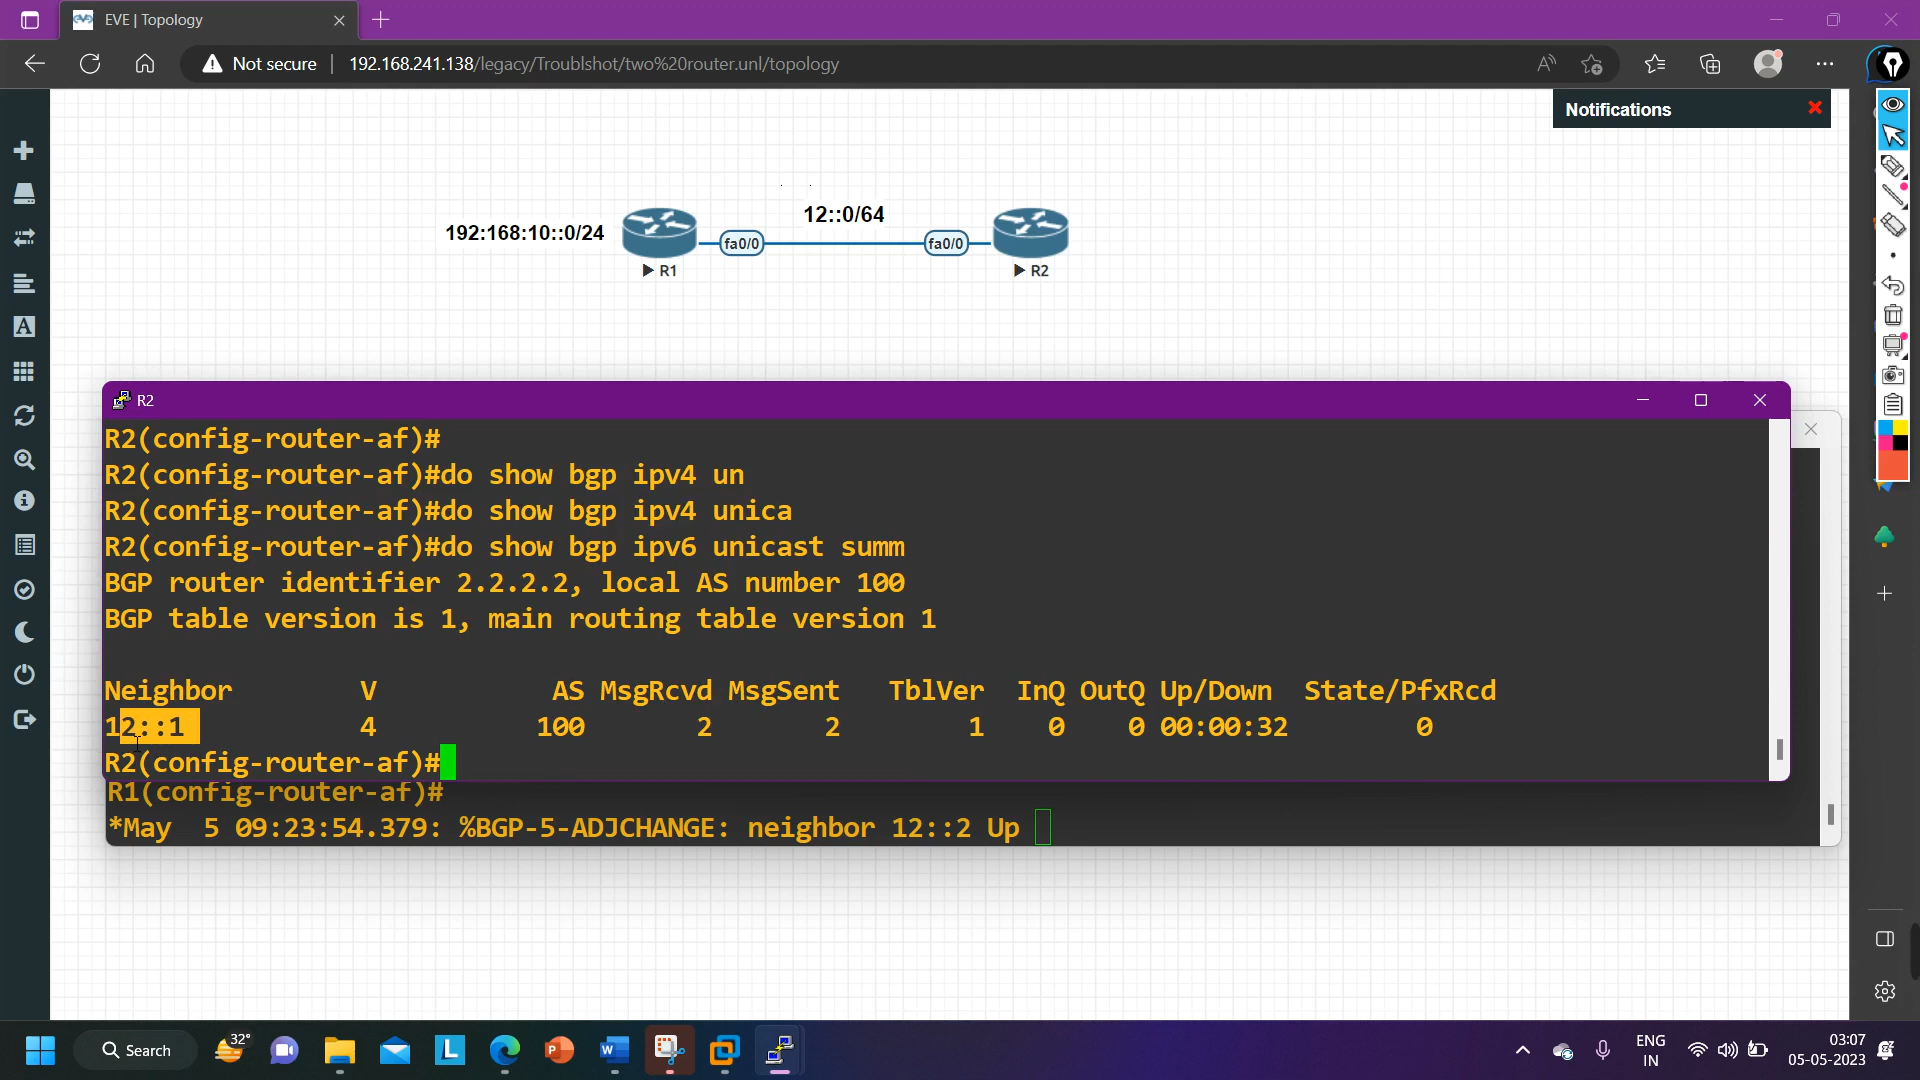 EVE | Topology
Not secure 192.168.241.138/legacy/Troublshot/two%20router.unl/topology
Notifications
12::0/64
192:168:10::0/24
fa0/0 fa0/0
R1 R2
R2
R2(config-router-af)#
R2(config-router-af)#do show bgp ipv4 un
R2(config-router-af)#do show bgp ipv4 unica
R2(config-router-af)#do show bgp ipv6 unicast summ
BGP router identifier 2.2.2.2, local AS number 100
BGP table version is 1, main routing table version 1
Neighbor V AS MsgRcvd MsgSent TblVer InQ OutQ Up/Down State/PfxRcd
12::1 4 100 2 2 1 0 0 00:00:32 0
R2(config-router-af)#
R1(config-router-af)#
*May 5 09:23:54.379: %BGP-5-ADJCHANGE: neighbor 12::2 Up
Search
32°
ENG
IN
03:07
05-05-2023